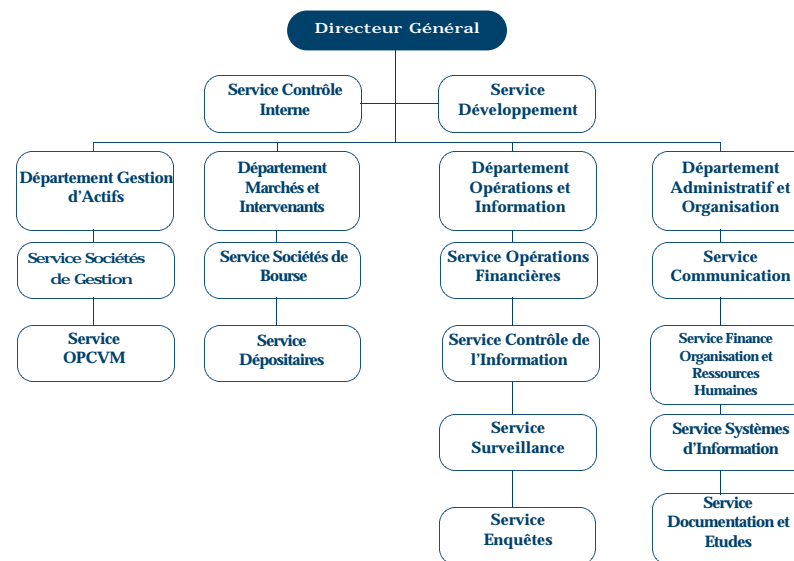 Directeur Général
Service Contrôle
Interne
Service
Développement
Département Gestion
d'Actifs
Département
Marchés et
Intervenants
Département
Opérations et
Information
Département
Administratif et
Organisation
Service Sociétés
de Gestion
Service Sociétés de
Bourse
Service Opérations
Financières
Service
Communication
Service
OPCVM
Service
Dépositaires
Service Contrôle de
l'Information
Service Finance
Organisation et
Ressources
Humaines
Service
Surveillance
Service Systèmes
d'Information
Service
Enquêtes
Service
Documentation et
Etudes